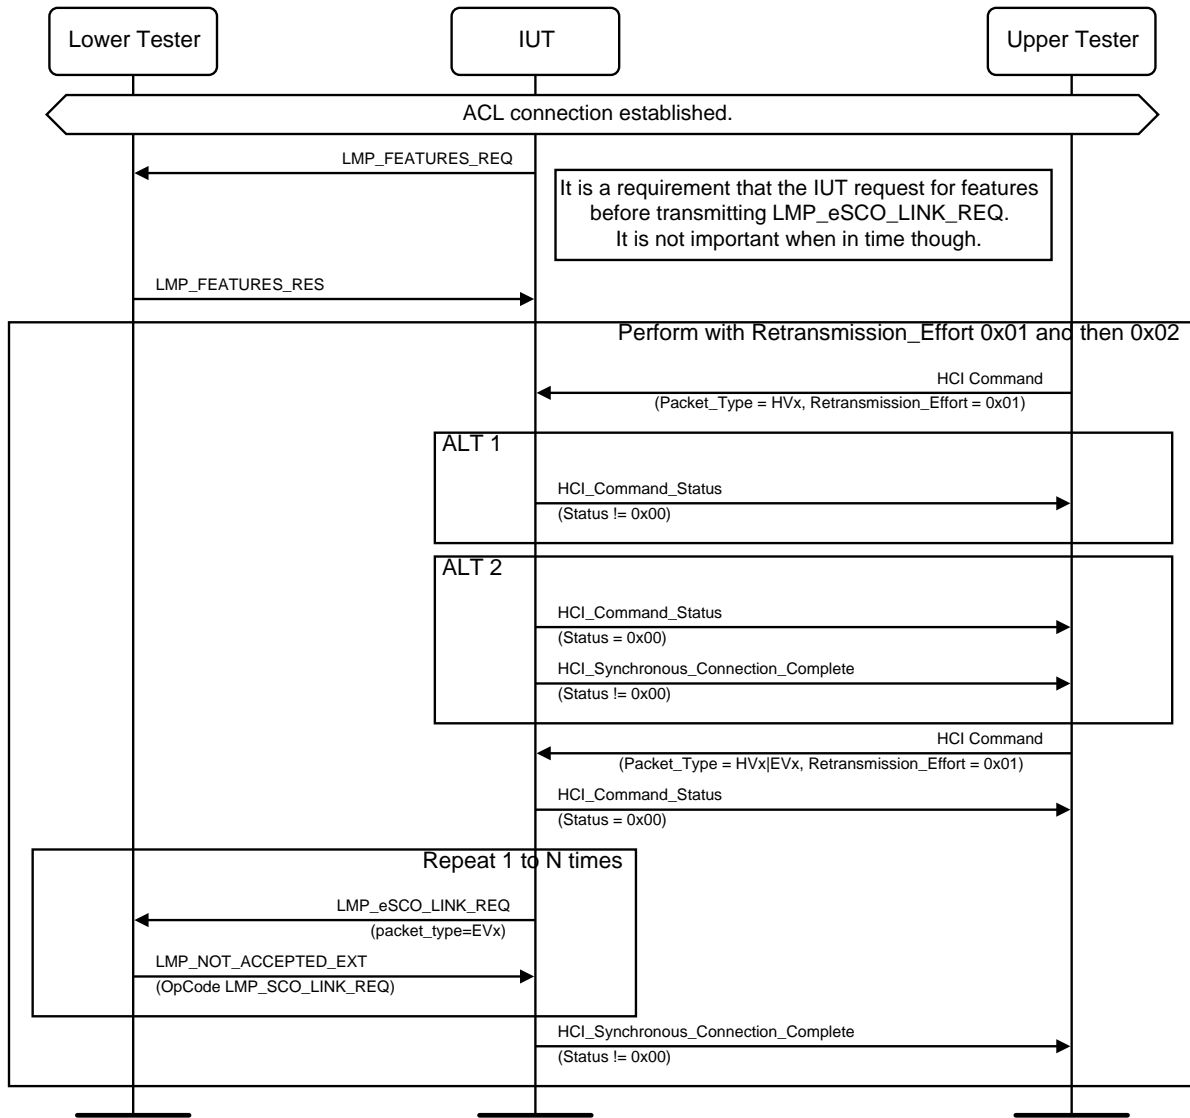 Lower Tester
IUT
Upper Tester
ACL connection established.
LMP_FEATURES_REQ
It is a requirement that the IUT request for features
before transmitting LMP_eSCO_LINK_REQ.
It is not important when in time though.
LMP_FEATURES_RES
Perform with Retransmission_Effort 0x01 and then 0x02
HCI Command
(Packet_Type = HVx, Retransmission_Effort = 0x01)
ALT 1
HCI_Command_Status
(Status != 0x00)
ALT 2
HCI_Command_Status
(Status = 0x00)
HCI_Synchronous_Connection_Complete
(Status != 0x00)
HCI Command
(Packet_Type = HVx|EVx, Retransmission_Effort = 0x01)
HCI_Command_Status
(Status = 0x00)
Repeat 1 to N times
LMP_eSCO_LINK_REQ
(packet_type=EVx)
LMP_NOT_ACCEPTED_EXT
(OpCode LMP_SCO_LINK_REQ)
HCI_Synchronous_Connection_Complete
(Status != 0x00)